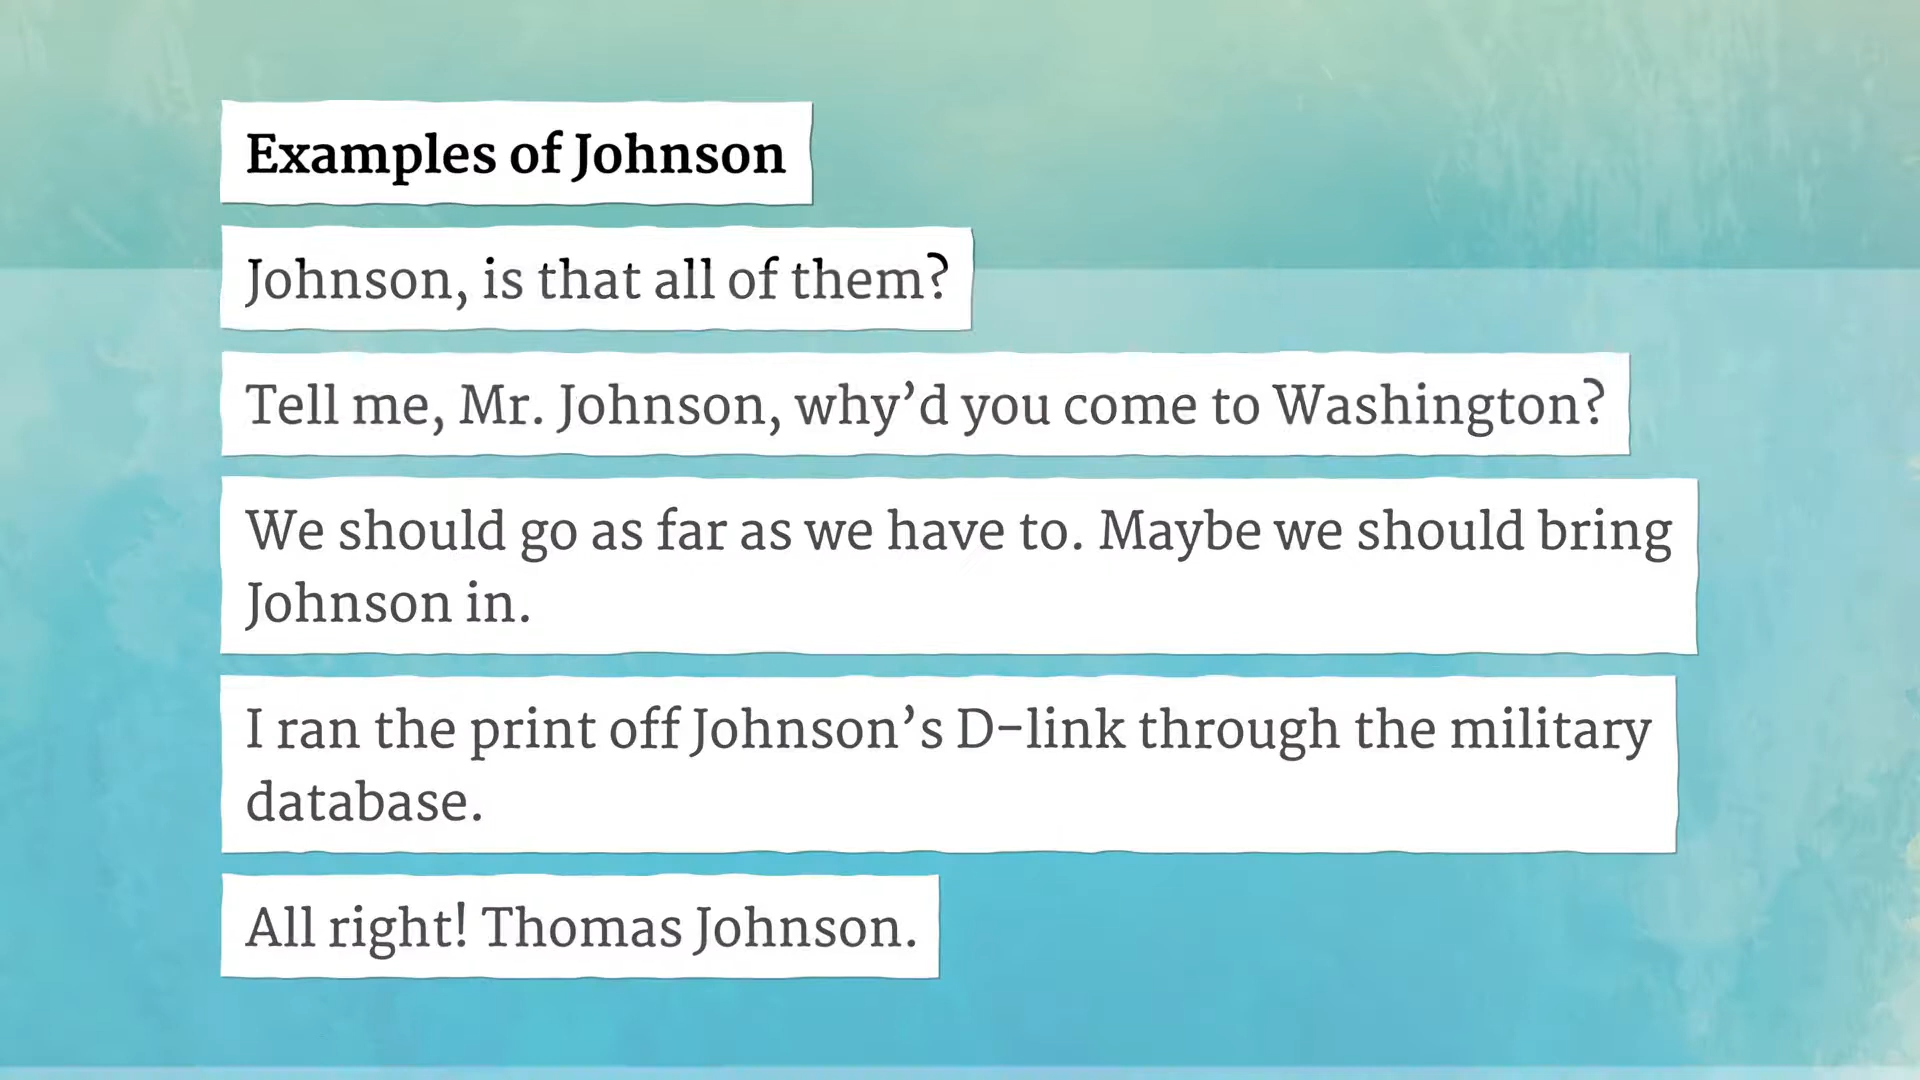 Examples of Johnson
Johnson, is that all of them?
Tell me, Mr. Johnson, why’d you come to Washington?
We should go as far as we have to. Maybe we should bring
Johnson in.
I ran the print off Johnson’s D-link through the military
database.
All right! Thomas Johnson.